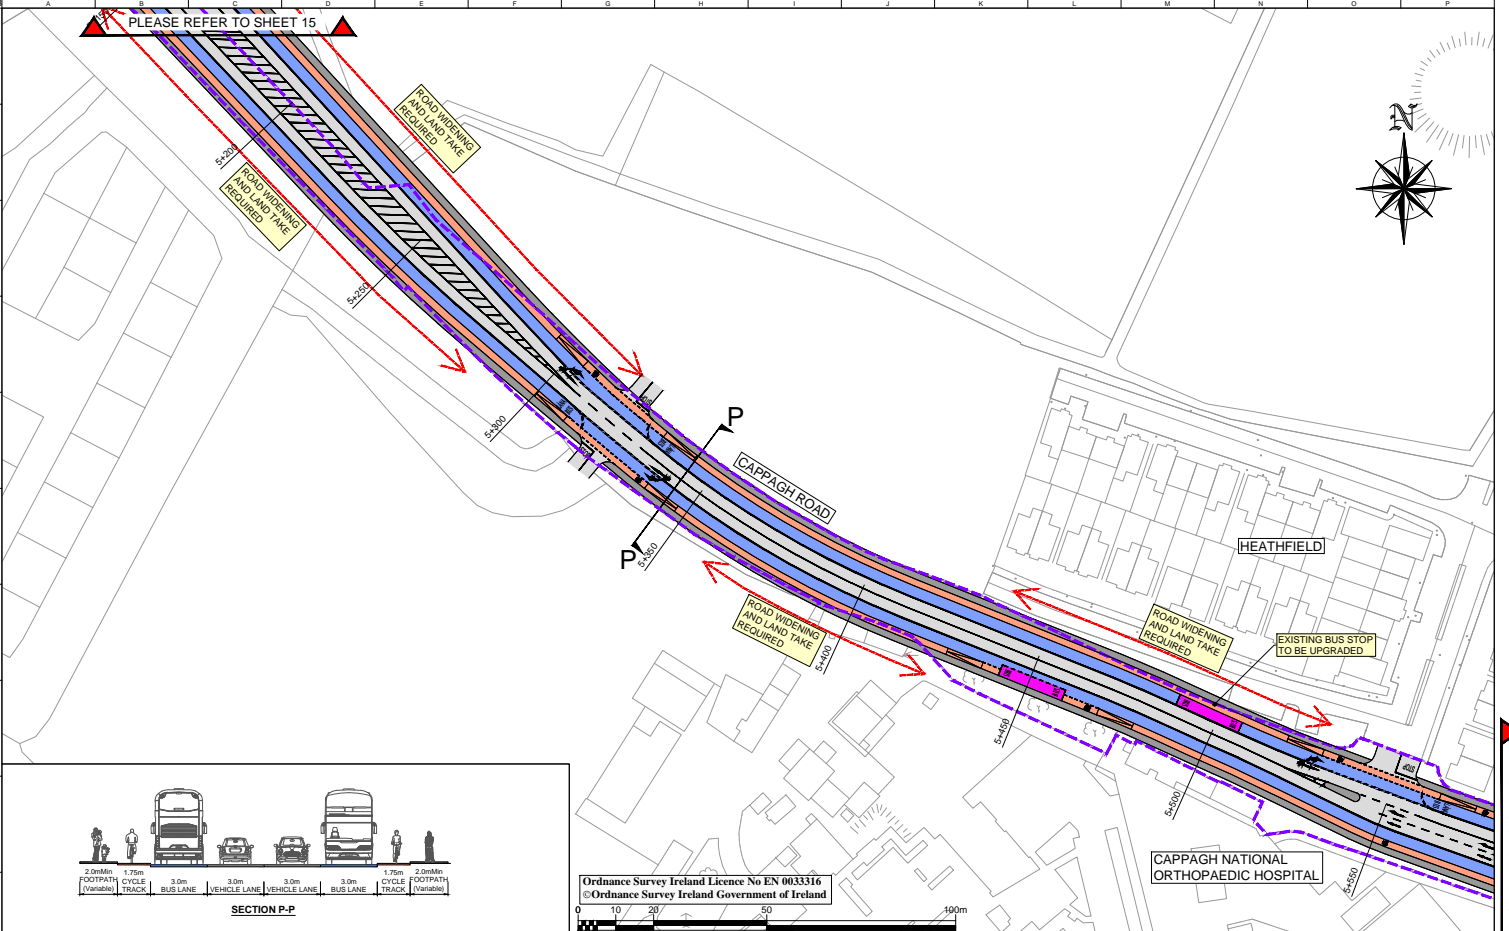 A B C D E F G H I J K L M N O P
PLEASE REFER TO SHEET 15
ROAD WIDENING
AND LAND TAKE
REQUIRED
N
5+200
ROAD WIDENING
AND LAND TAKE
REQUIRED
5+250
5+300
STOP
P
CAPPAGH ROAD
P
5+350
HEATHFIELD
ROAD WIDENING
AND LAND TAKE
REQUIRED
5+400
ROAD WIDENING
AND LAND TAKE
REQUIRED
EXISTING BUS STOP
TO BE UPGRADED
5+450
5+500
STOP
CAPPAGH NATIONAL
ORTHOPAEDIC HOSPITAL
5+550
2.0mMin
FOOTPATH
(Variable)
1.75m
CYCLE
TRACK
3.0m
BUS LANE
3.0m
VEHICLE LANE
3.0m
VEHICLE LANE
3.0m
BUS LANE
1.75m
CYCLE
TRACK
2.0mMin
FOOTPATH
(Variable)
SECTION P-P
Ordnance Survey Ireland Licence No EN 0033316
©Ordnance Survey Ireland Government of Ireland
0 10 20 50 100m